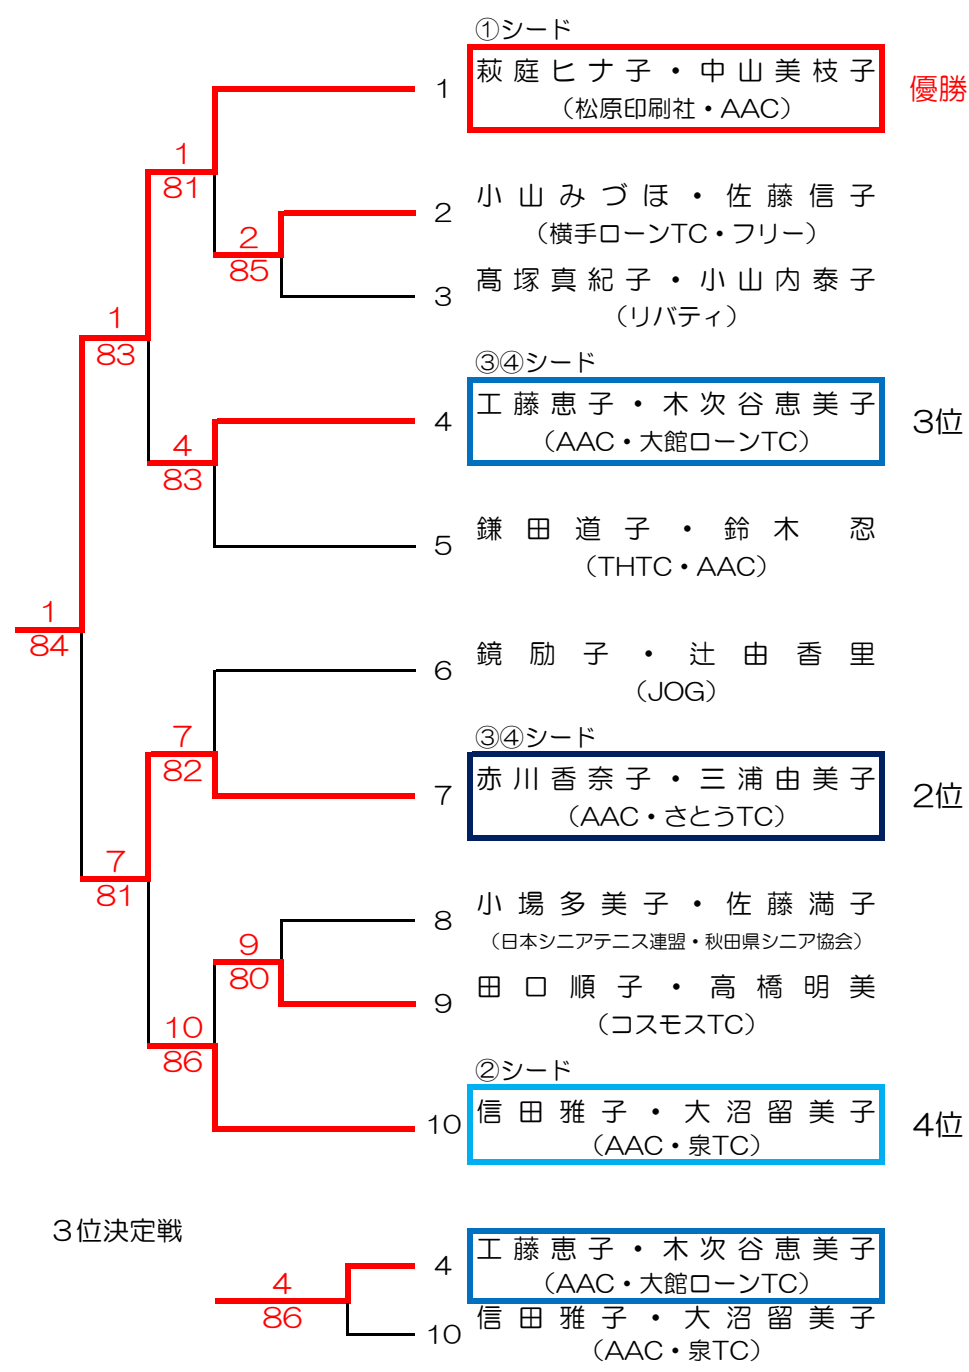 ①シード
萩庭ヒナ子・中山美枝子
1
優勝
（松原印刷社・AAC）
1
81
小山みづほ・佐藤信子
2
（横手ローンTC・フリー）
2
85
髙塚真紀子・小山内泰子
3
（リバティ）
1
83
③④シード
工藤恵子・木次谷恵美子
4
3位
（AAC・大館ローンTC）
4
83
鎌田道子・鈴木　忍
5
（THTC・AAC）
1
84
鏡励子・辻由香里
6
（JOG）
7
82
③④シード
赤川香奈子・三浦由美子
7
2位
（AAC・さとうTC）
7
81
小場多美子・佐藤満子
8
（日本シニアテニス連盟・秋田県シニア協会）
9
80
田口順子・高橋明美
9
（コスモスTC）
10
86
②シード
信田雅子・大沼留美子
10
4位
（AAC・泉TC）
３位決定戦
工藤恵子・木次谷恵美子
4
（AAC・大館ローンTC）
4
86
信田雅子・大沼留美子
10
（AAC・泉TC）